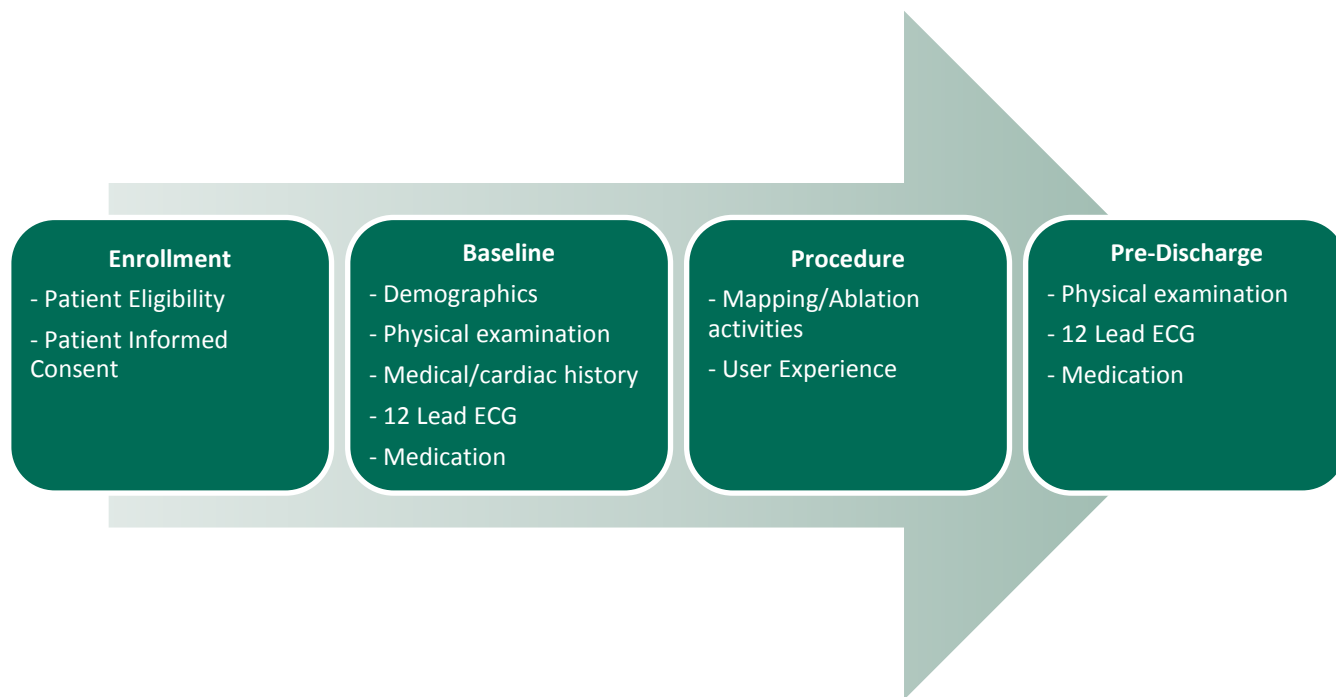 Enrollment
- Patient Eligibility
- Patient Informed
Consent
Baseline
- Demographics
- Physical examination
- Medical/cardiac history
- 12 Lead ECG
- Medication
Procedure
- Mapping/Ablation
activities
- User Experience
Pre-Discharge
- Physical examination
- 12 Lead ECG
- Medication